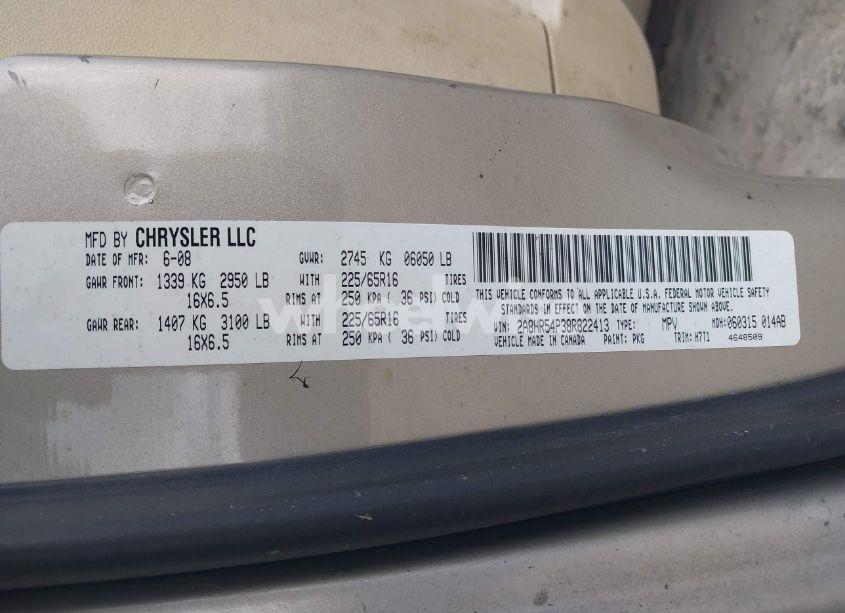 MFD BY CHRYSLER LLC
DATE OF MFR: 6-08 GVWR: 2745 KG 06050 LB
GAWR FRONT: 1339 KG 2950 LB WITH 225/65R16 TIRES
16X6.5 RIMS AT 250 KPA ( 36 PSI) COLD
GAWR REAR: 1407 KG 3100 LB WITH 225/65R16 TIRES
16X6.5 RIMS AT 250 KPA ( 36 PSI) COLD
THIS VEHICLE CONFORMS TO ALL APPLICABLE U.S.A. FEDERAL MOTOR VEHICLE SAFETY
STANDARDS IN EFFECT ON THE DATE OF MANUFACTURE SHOWN ABOVE.
VIN: 2A8HR54P38R822413 TYPE: MPV MDH: 060315 014AB
VEHICLE MADE IN CANADA PAINT: PKG TRIM: H7T1 4648509